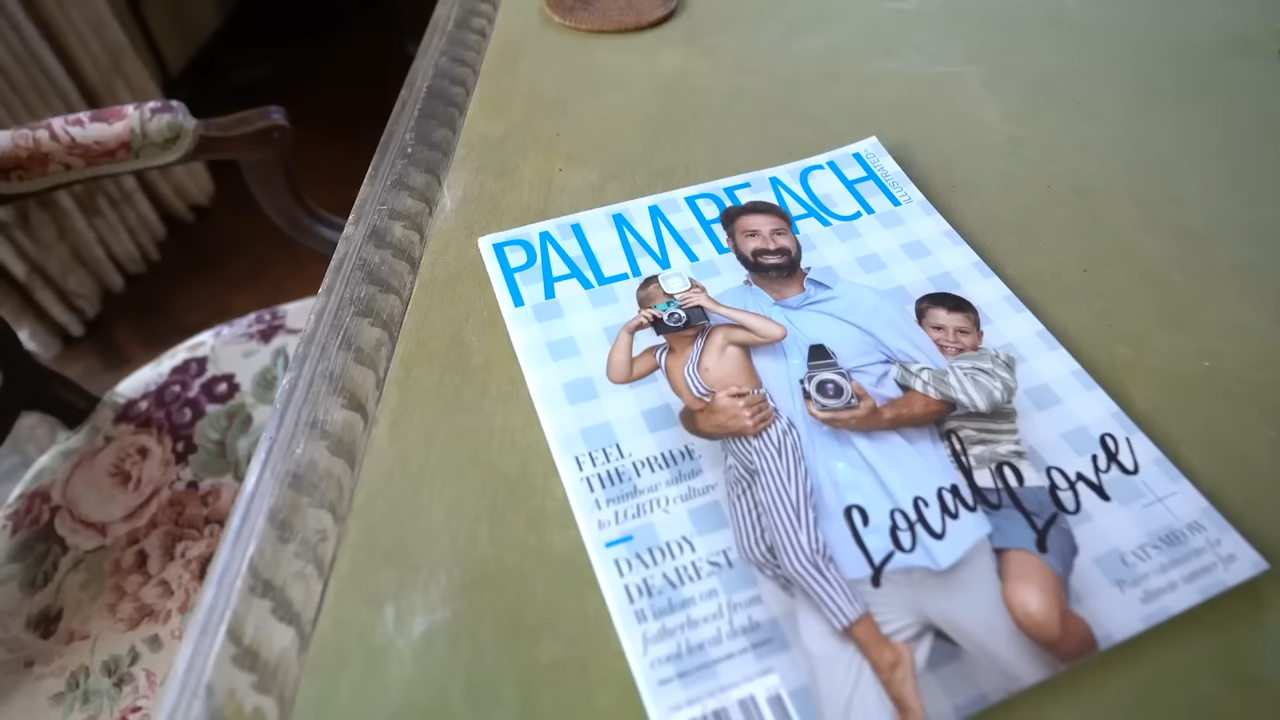 PALM BEACH
ILLUSTRATED
FEEL
THE PRIDE
A rainbow salute
to LGBTQ culture
DADDY
DEAREST
Wisdom on
fatherhood from
cool local dads
Local Love
+
CAT'S MEOW